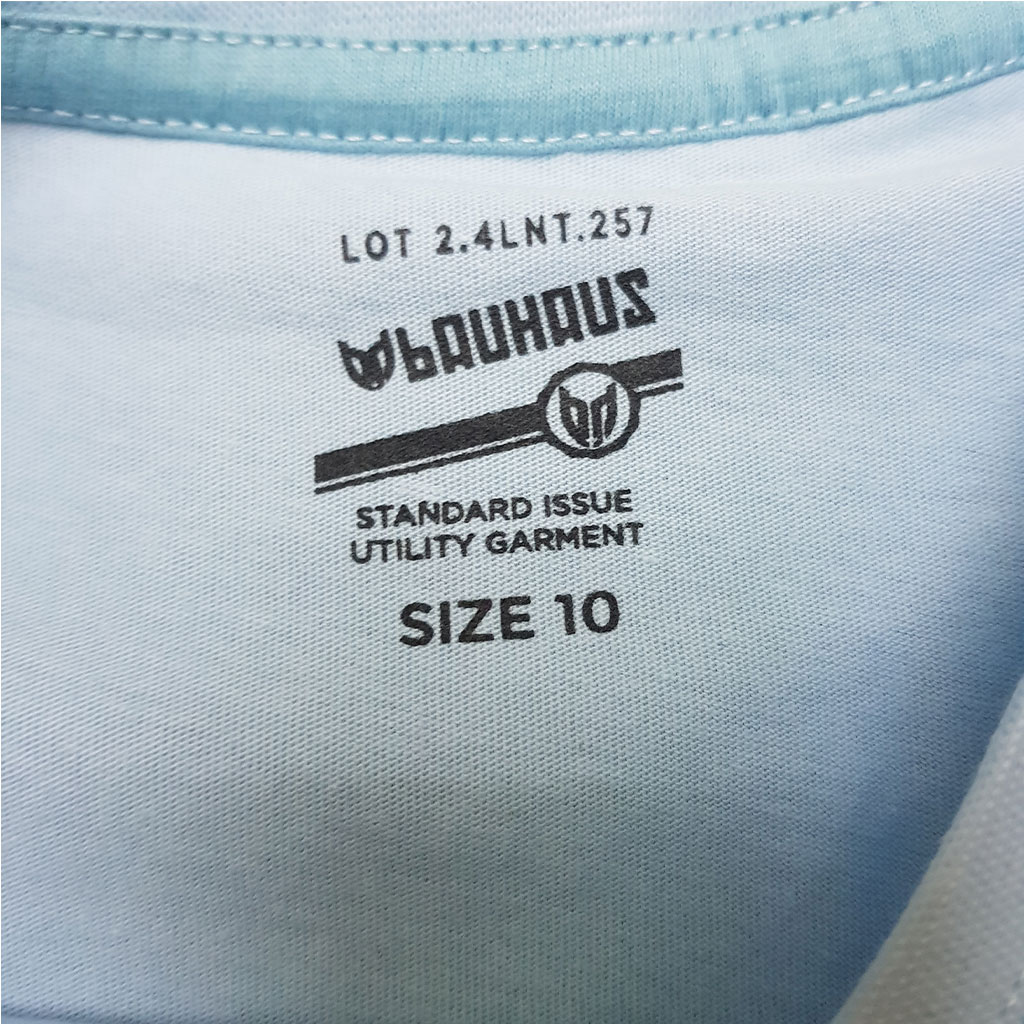 LOT 2.4LNT.257
bAUHAUS
STANDARD ISSUE
UTILITY GARMENT
SIZE 10